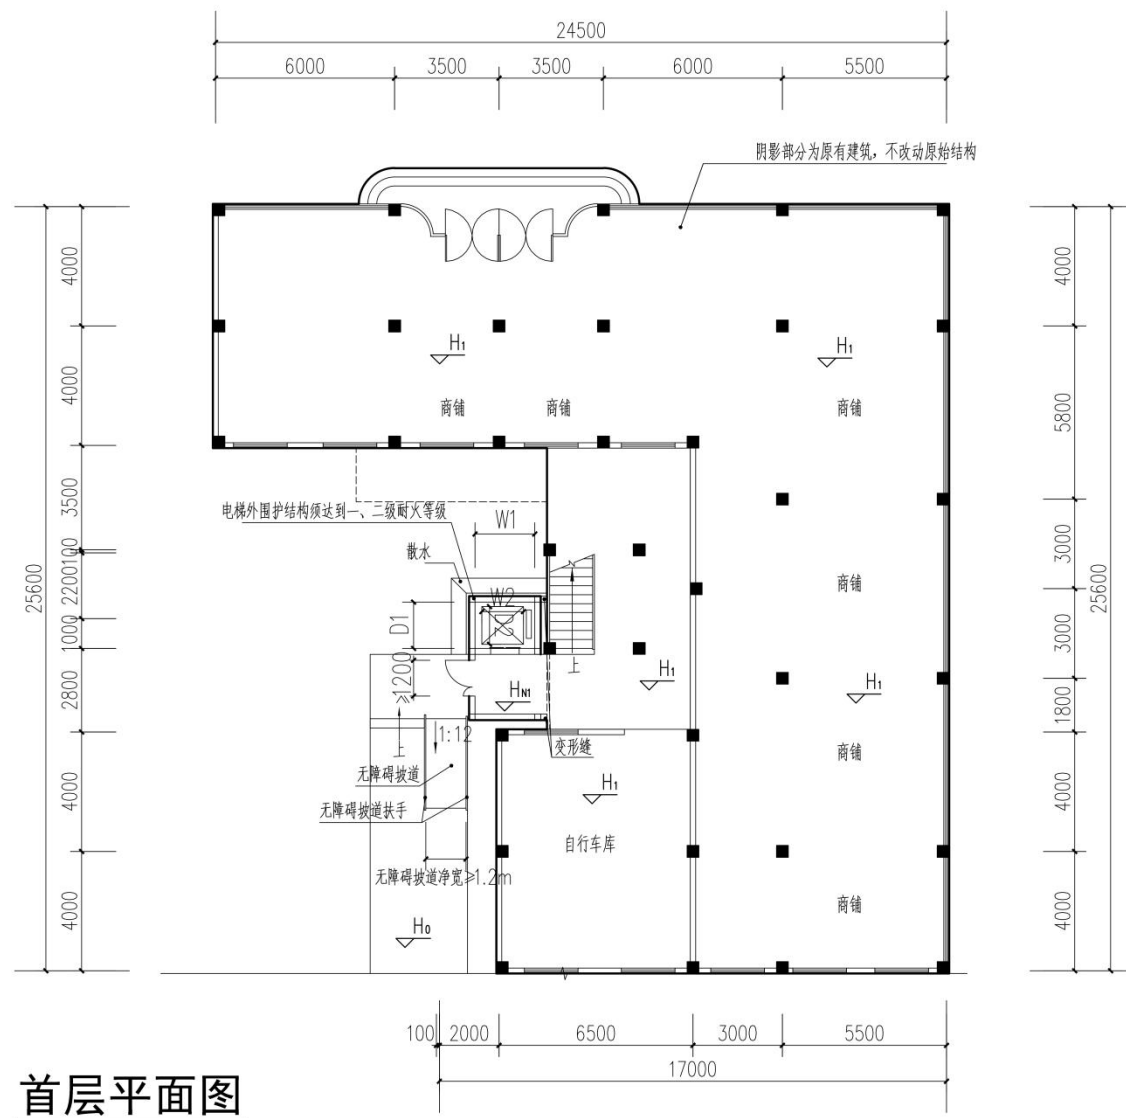 24500
6000 3500 3500 6000 5500
阴影部分为原有建筑，不改动原始结构
4000
4000
3500
100
2200
1000
2800
4000
4000
25600
4000
5800
3000
3000
1800
4000
4000
25600
H1
H1
商铺
商铺
商铺
电梯外围护结构须达到一、二级耐火等级
W1
散水
W2
D2
D1
商铺
≥1200
上
H1
HN1
H1
1:12
上
变形缝
商铺
无障碍坡道
H1
无障碍坡道扶手
自行车库
无障碍坡道净宽≥1.2m
商铺
H0
100 2000 6500 3000 5500
17000
首层平面图